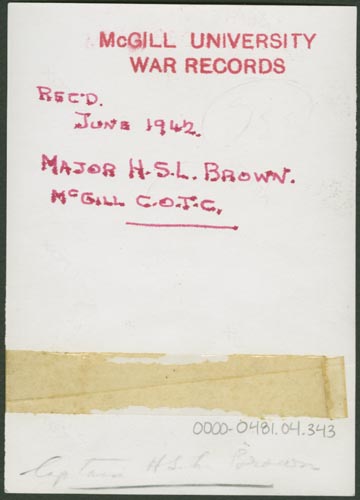 McGILL UNIVERSITY
WAR RECORDS
REC'D.
JUNE 1942.
MAJOR H.S.L. BROWN.
McGILL C.O.T.C.
0000-0481.04.343
Captain H.S.L. Brown